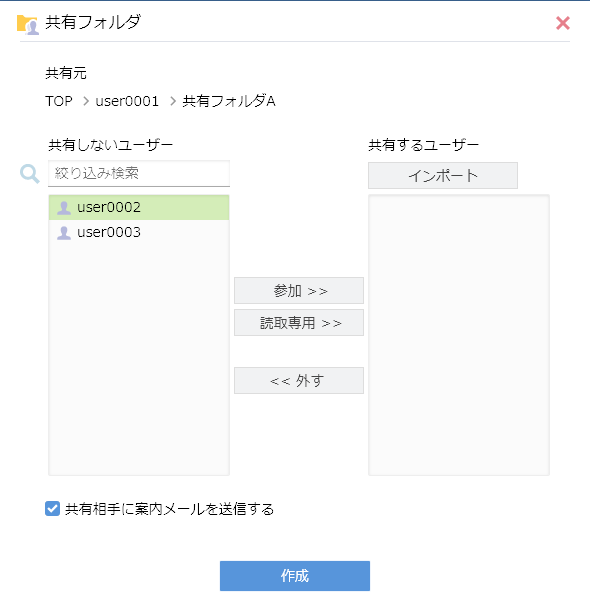 共有フォルダ
共有元
TOP > user0001 > 共有フォルダA
共有しないユーザー
共有するユーザー
絞り込み検索
インポート
user0002
user0003
参加 >>
読取専用 >>
<< 外す
共有相手に案内メールを送信する
作成